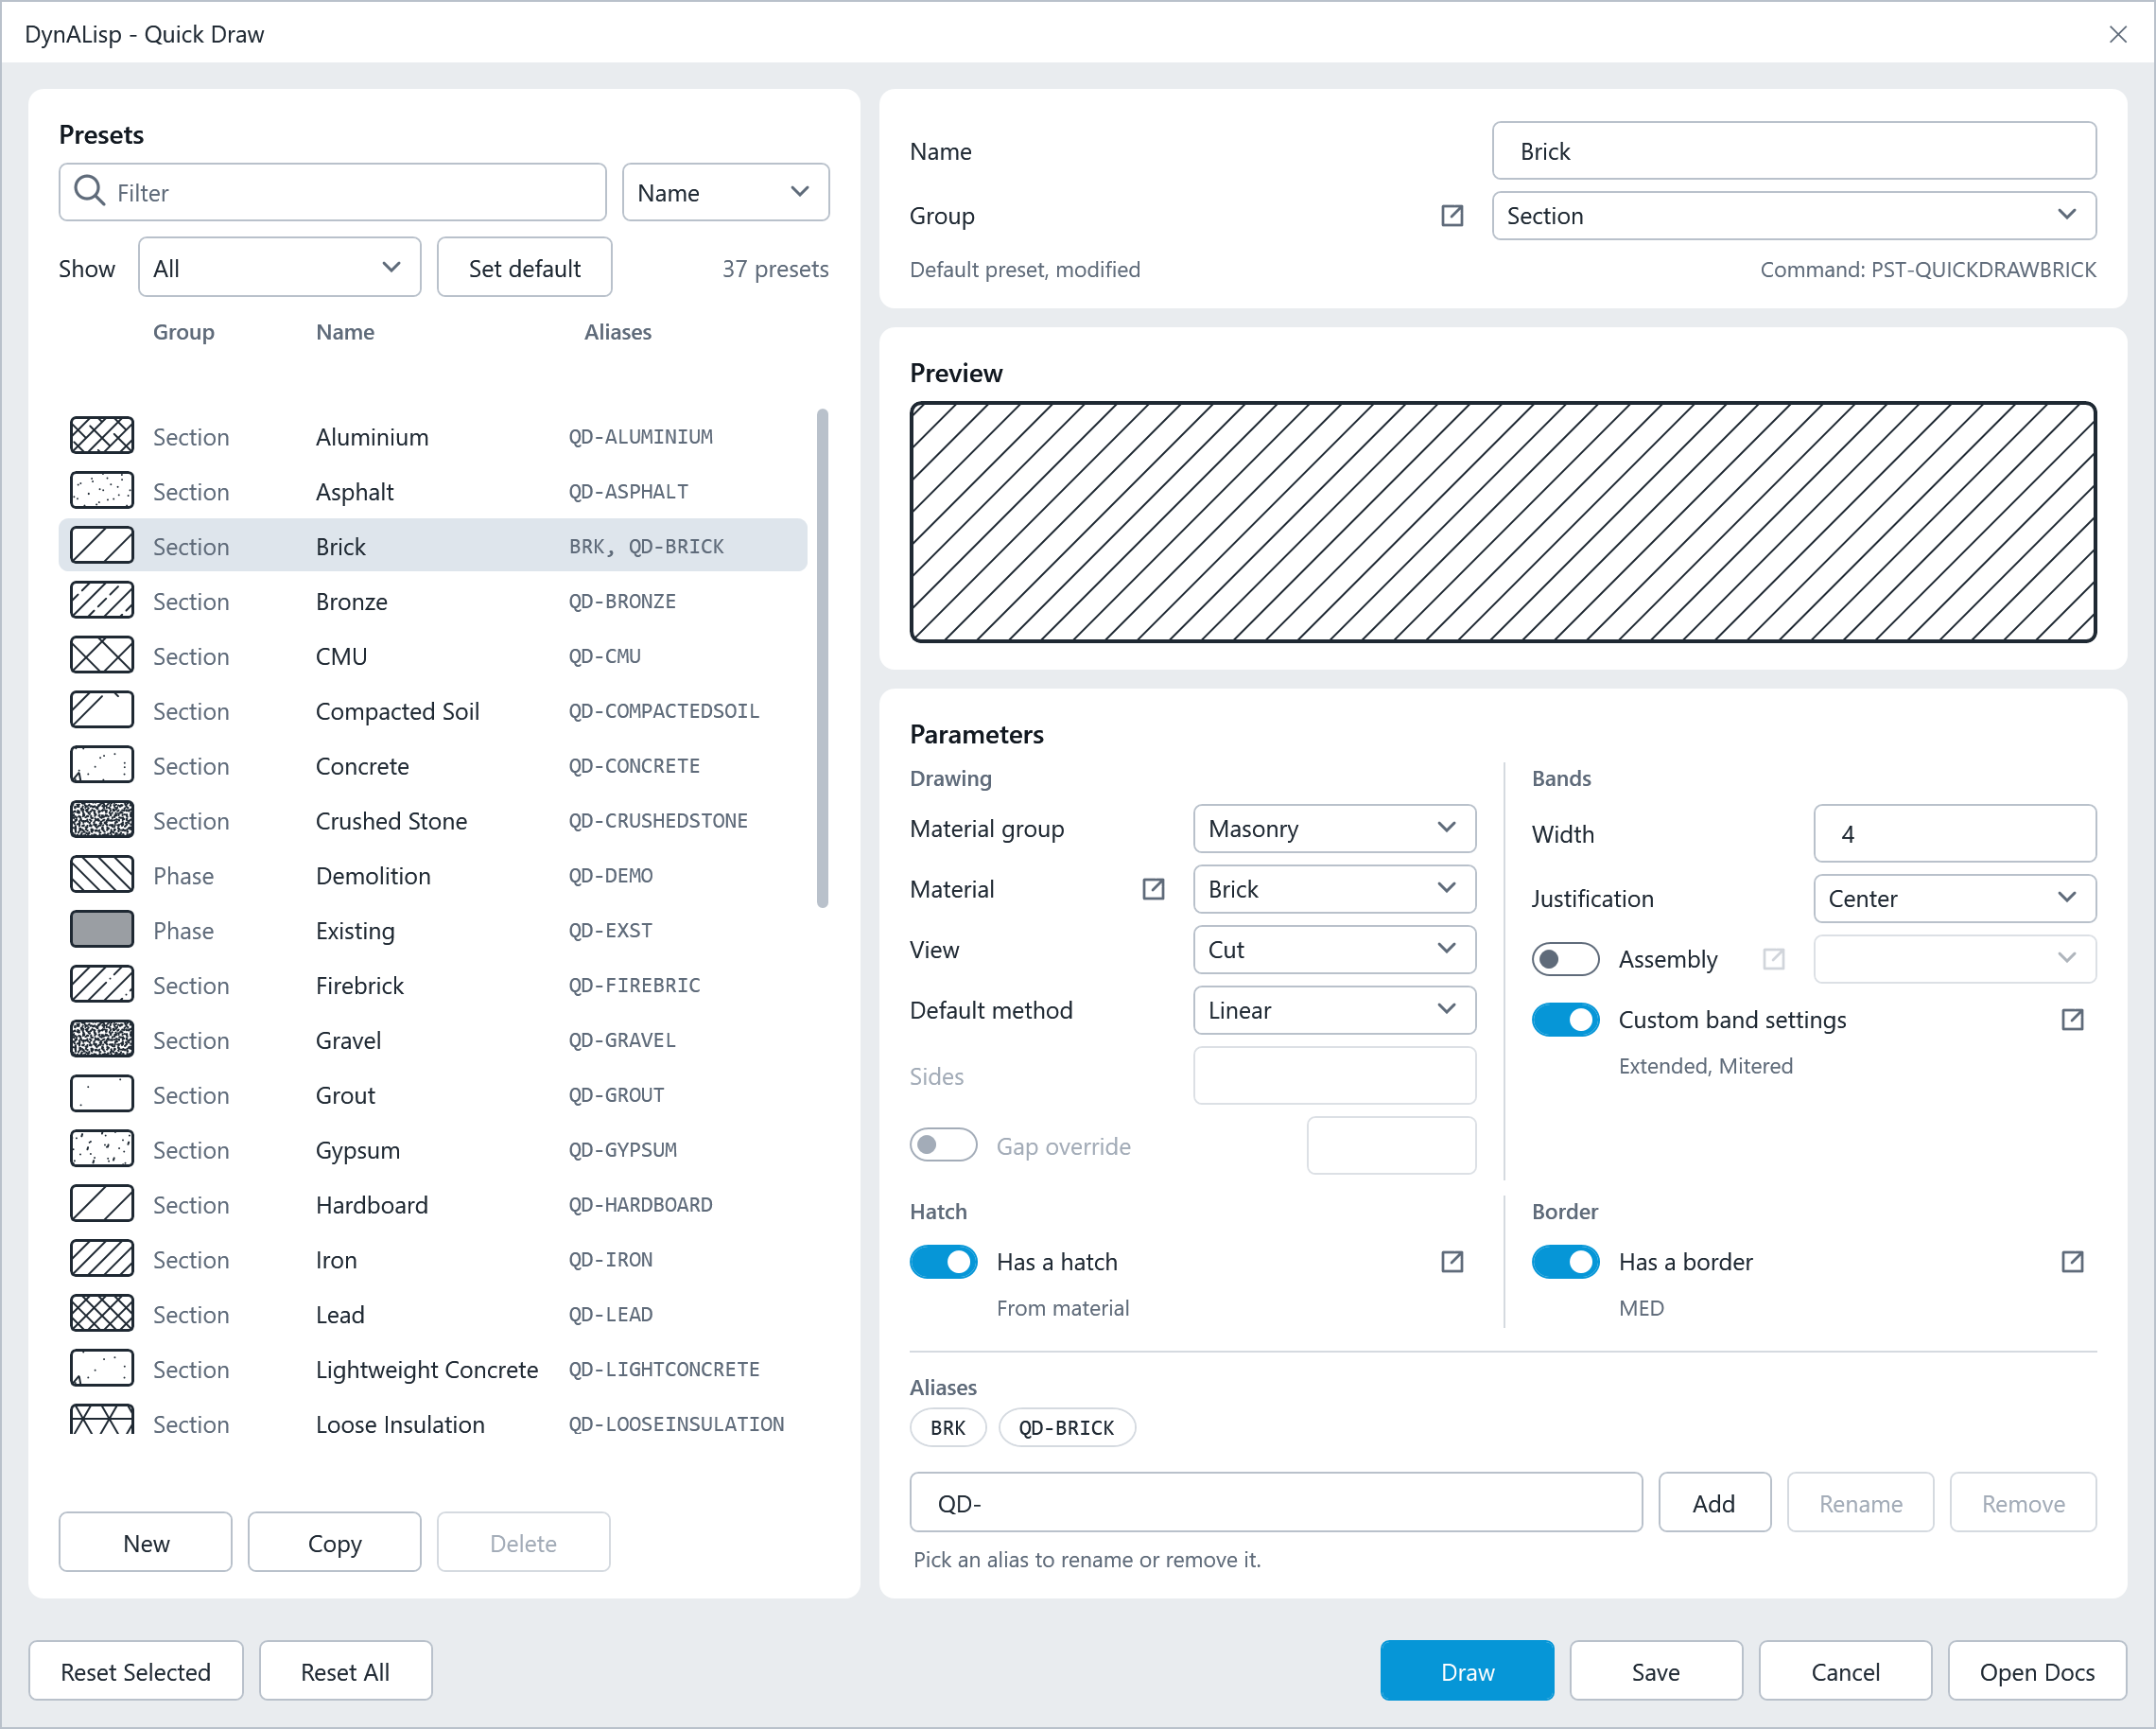 DynALisp - Quick Draw
Presets
Filter
Name
Show
All
Set default
37 presets
Group Name Aliases
Section Aluminium QD-ALUMINIUM
Section Asphalt QD-ASPHALT
Section Brick BRK, QD-BRICK
Section Bronze QD-BRONZE
Section CMU QD-CMU
Section Compacted Soil QD-COMPACTEDSOIL
Section Concrete QD-CONCRETE
Section Crushed Stone QD-CRUSHEDSTONE
Phase Demolition QD-DEMO
Phase Existing QD-EXST
Section Firebrick QD-FIREBRIC
Section Gravel QD-GRAVEL
Section Grout QD-GROUT
Section Gypsum QD-GYPSUM
Section Hardboard QD-HARDBOARD
Section Iron QD-IRON
Section Lead QD-LEAD
Section Lightweight Concrete QD-LIGHTCONCRETE
Section Loose Insulation QD-LOOSEINSULATION
New
Copy
Delete
Name
Brick
Group
Section
Default preset, modified
Command: PST-QUICKDRAWBRICK
Preview
Parameters
Drawing
Material group
Masonry
Material
Brick
View
Cut
Default method
Linear
Sides
Gap override
Bands
Width
4
Justification
Center
Assembly
Custom band settings
Extended, Mitered
Hatch
Has a hatch
From material
Border
Has a border
MED
Aliases
BRK
QD-BRICK
QD-
Add
Rename
Remove
Pick an alias to rename or remove it.
Reset Selected
Reset All
Draw
Save
Cancel
Open Docs